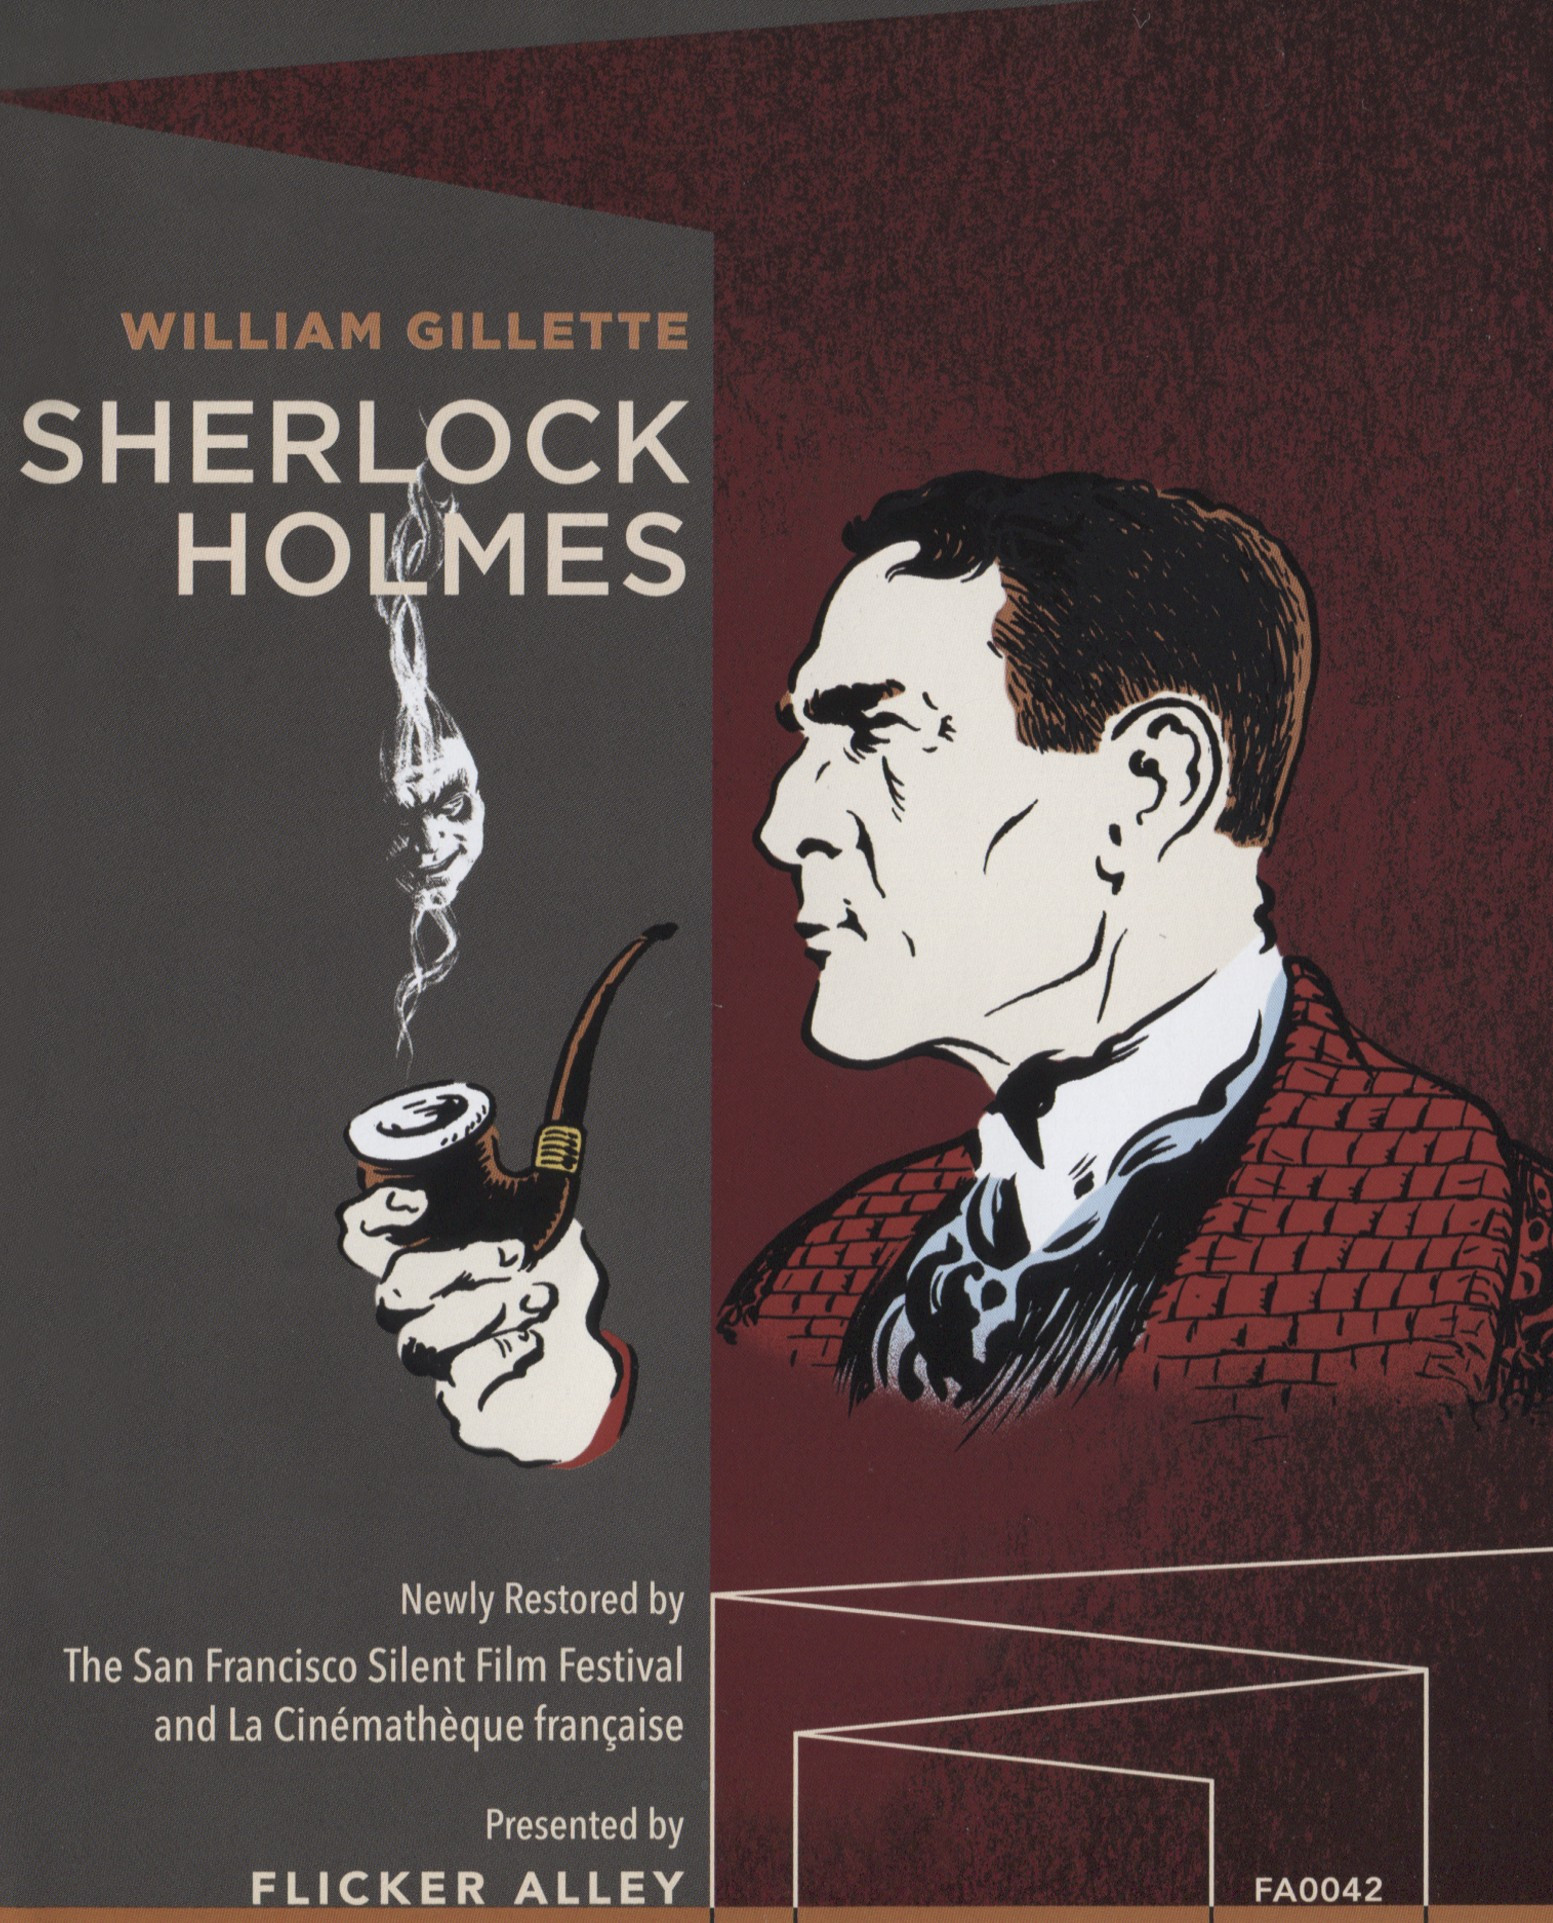 WILLIAM GILLETTE
SHERLOCK
HOLMES
Newly Restored by
The San Francisco Silent Film Festival
and La Cinémathèque française
Presented by
FLICKER ALLEY
FA0042